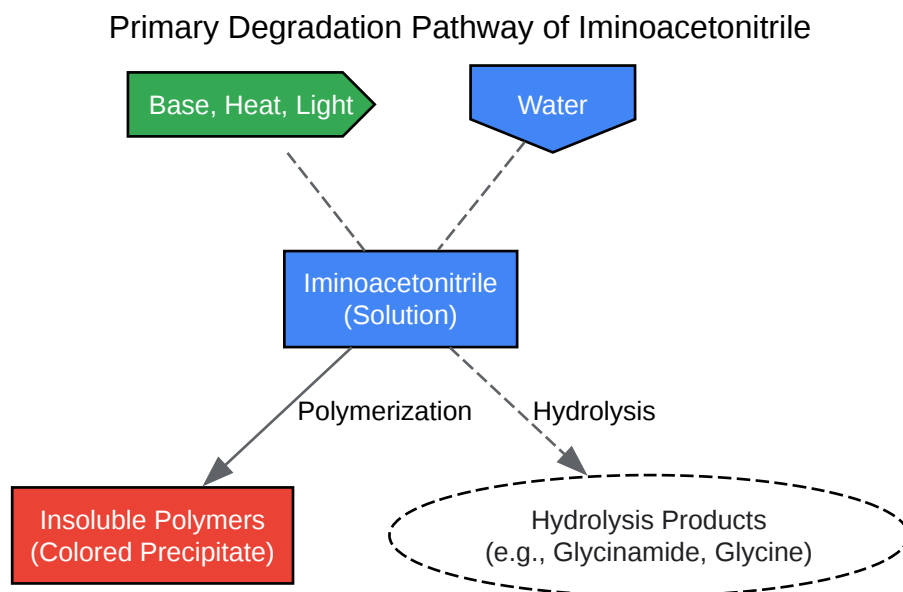 Primary Degradation Pathway of Iminoacetonitrile
Base, Heat, Light
Water
Iminoacetonitrile
(Solution)
Polymerization
Hydrolysis
Insoluble Polymers
(Colored Precipitate)
Hydrolysis Products
(e.g., Glycinamide, Glycine)